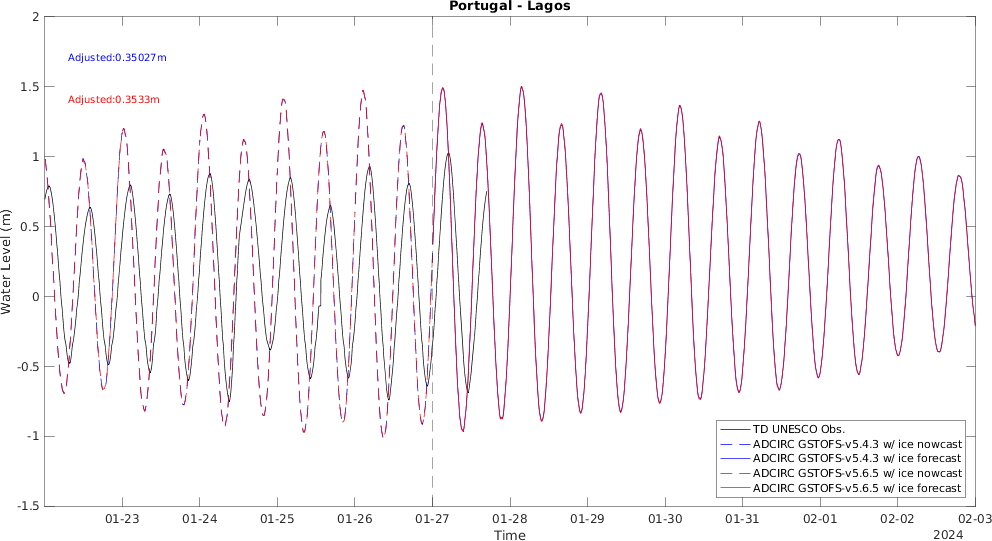 Portugal - Lagos
2
Adjusted:0.35027m
1.5
Adjusted:0.3533m
1
0.5
Water Level (m)
0
-0.5
-1
-1.5
TD UNESCO Obs.
ADCIRC GSTOFS-v5.4.3 w/ ice nowcast
ADCIRC GSTOFS-v5.4.3 w/ ice forecast
ADCIRC GSTOFS-v5.6.5 w/ ice nowcast
ADCIRC GSTOFS-v5.6.5 w/ ice forecast
01-23 01-24 01-25 01-26 01-27 01-28 01-29 01-30 01-31 02-01 02-02 02-03
Time
2024